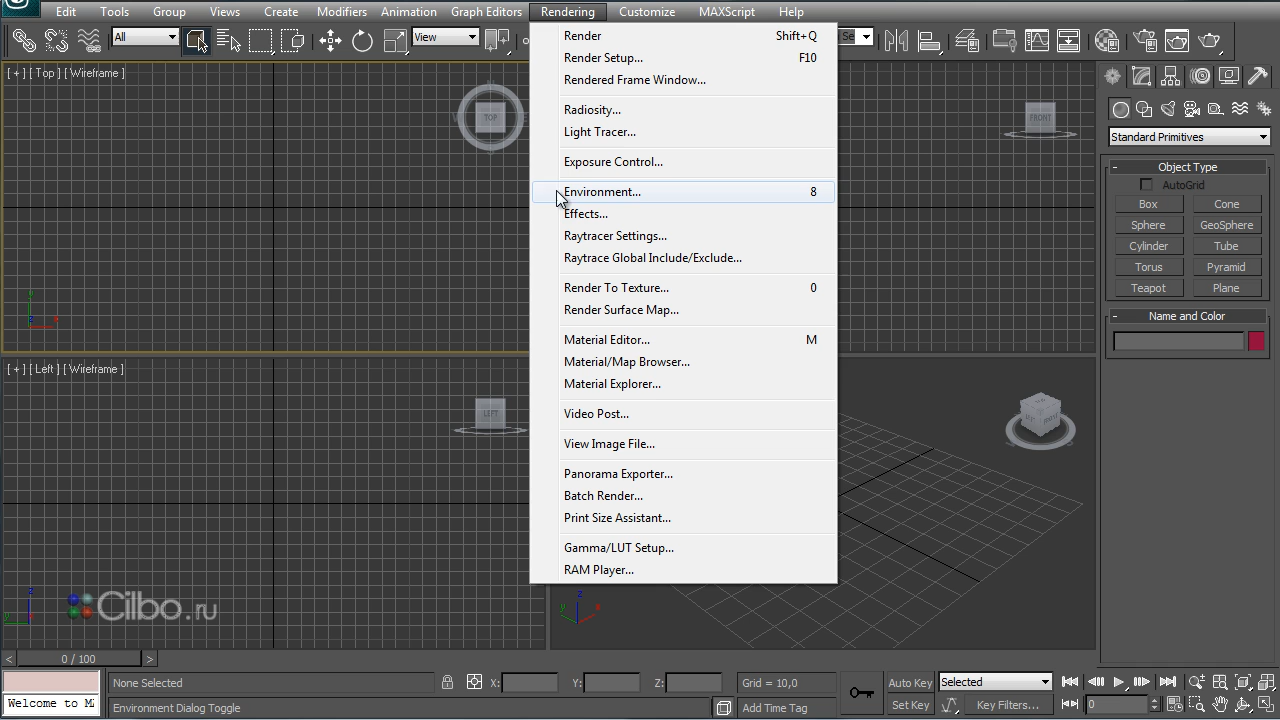 Edit Tools Group Views Create Modifiers Animation Graph Editors Rendering Customize MAXScript Help
All View Se
[ + ] [ Top ] [ Wireframe ]
TOP
FRONT
Render Shift+Q
Render Setup... F10
Rendered Frame Window...
Radiosity...
Light Tracer...
Exposure Control...
Environment... 8
Effects...
Raytracer Settings...
Raytrace Global Include/Exclude...
Render To Texture... 0
Render Surface Map...
Material Editor... M
Material/Map Browser...
Material Explorer...
Video Post...
View Image File...
Panorama Exporter...
Batch Render...
Print Size Assistant...
Gamma/LUT Setup...
RAM Player...
Standard Primitives
- Object Type
AutoGrid
Box Cone
Sphere GeoSphere
Cylinder Tube
Torus Pyramid
Teapot Plane
- Name and Color
y
z x
[ + ] [ Left ] [ Wireframe ]
LEFT
z
y
z
y x
Cilbo.ru
< 0 / 100 >
None Selected X: Y: Z: Grid = 10,0 Auto Key Selected
Welcome to M Environment Dialog Toggle Add Time Tag Set Key Key Filters... 0